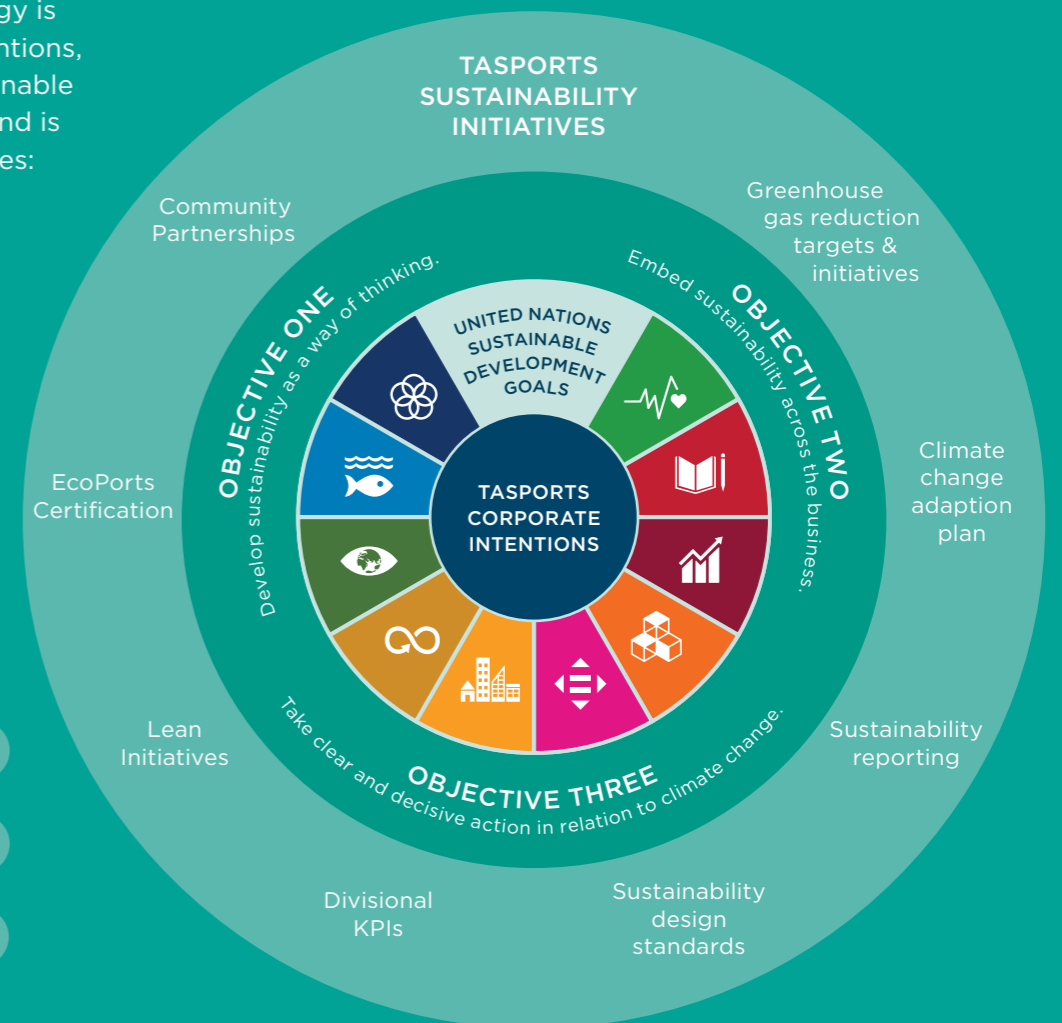 gy is
ntions,
nable
nd is
es:
TASPORTS
SUSTAINABILITY
INITIATIVES
Community
Partnerships
Greenhouse
gas reduction
targets &
initiatives
OBJECTIVE ONE
Develop sustainability as a way of thinking.
OBJECTIVE TWO
Embed sustainability across the business.
UNITED NATIONS
SUSTAINABLE
DEVELOPMENT
GOALS
TASPORTS
CORPORATE
INTENTIONS
EcoPorts
Certification
Climate
change
adaption
plan
Lean
Initiatives
Sustainability
reporting
OBJECTIVE THREE
Take clear and decisive action in relation to climate change.
Divisional
KPIs
Sustainability
design
standards